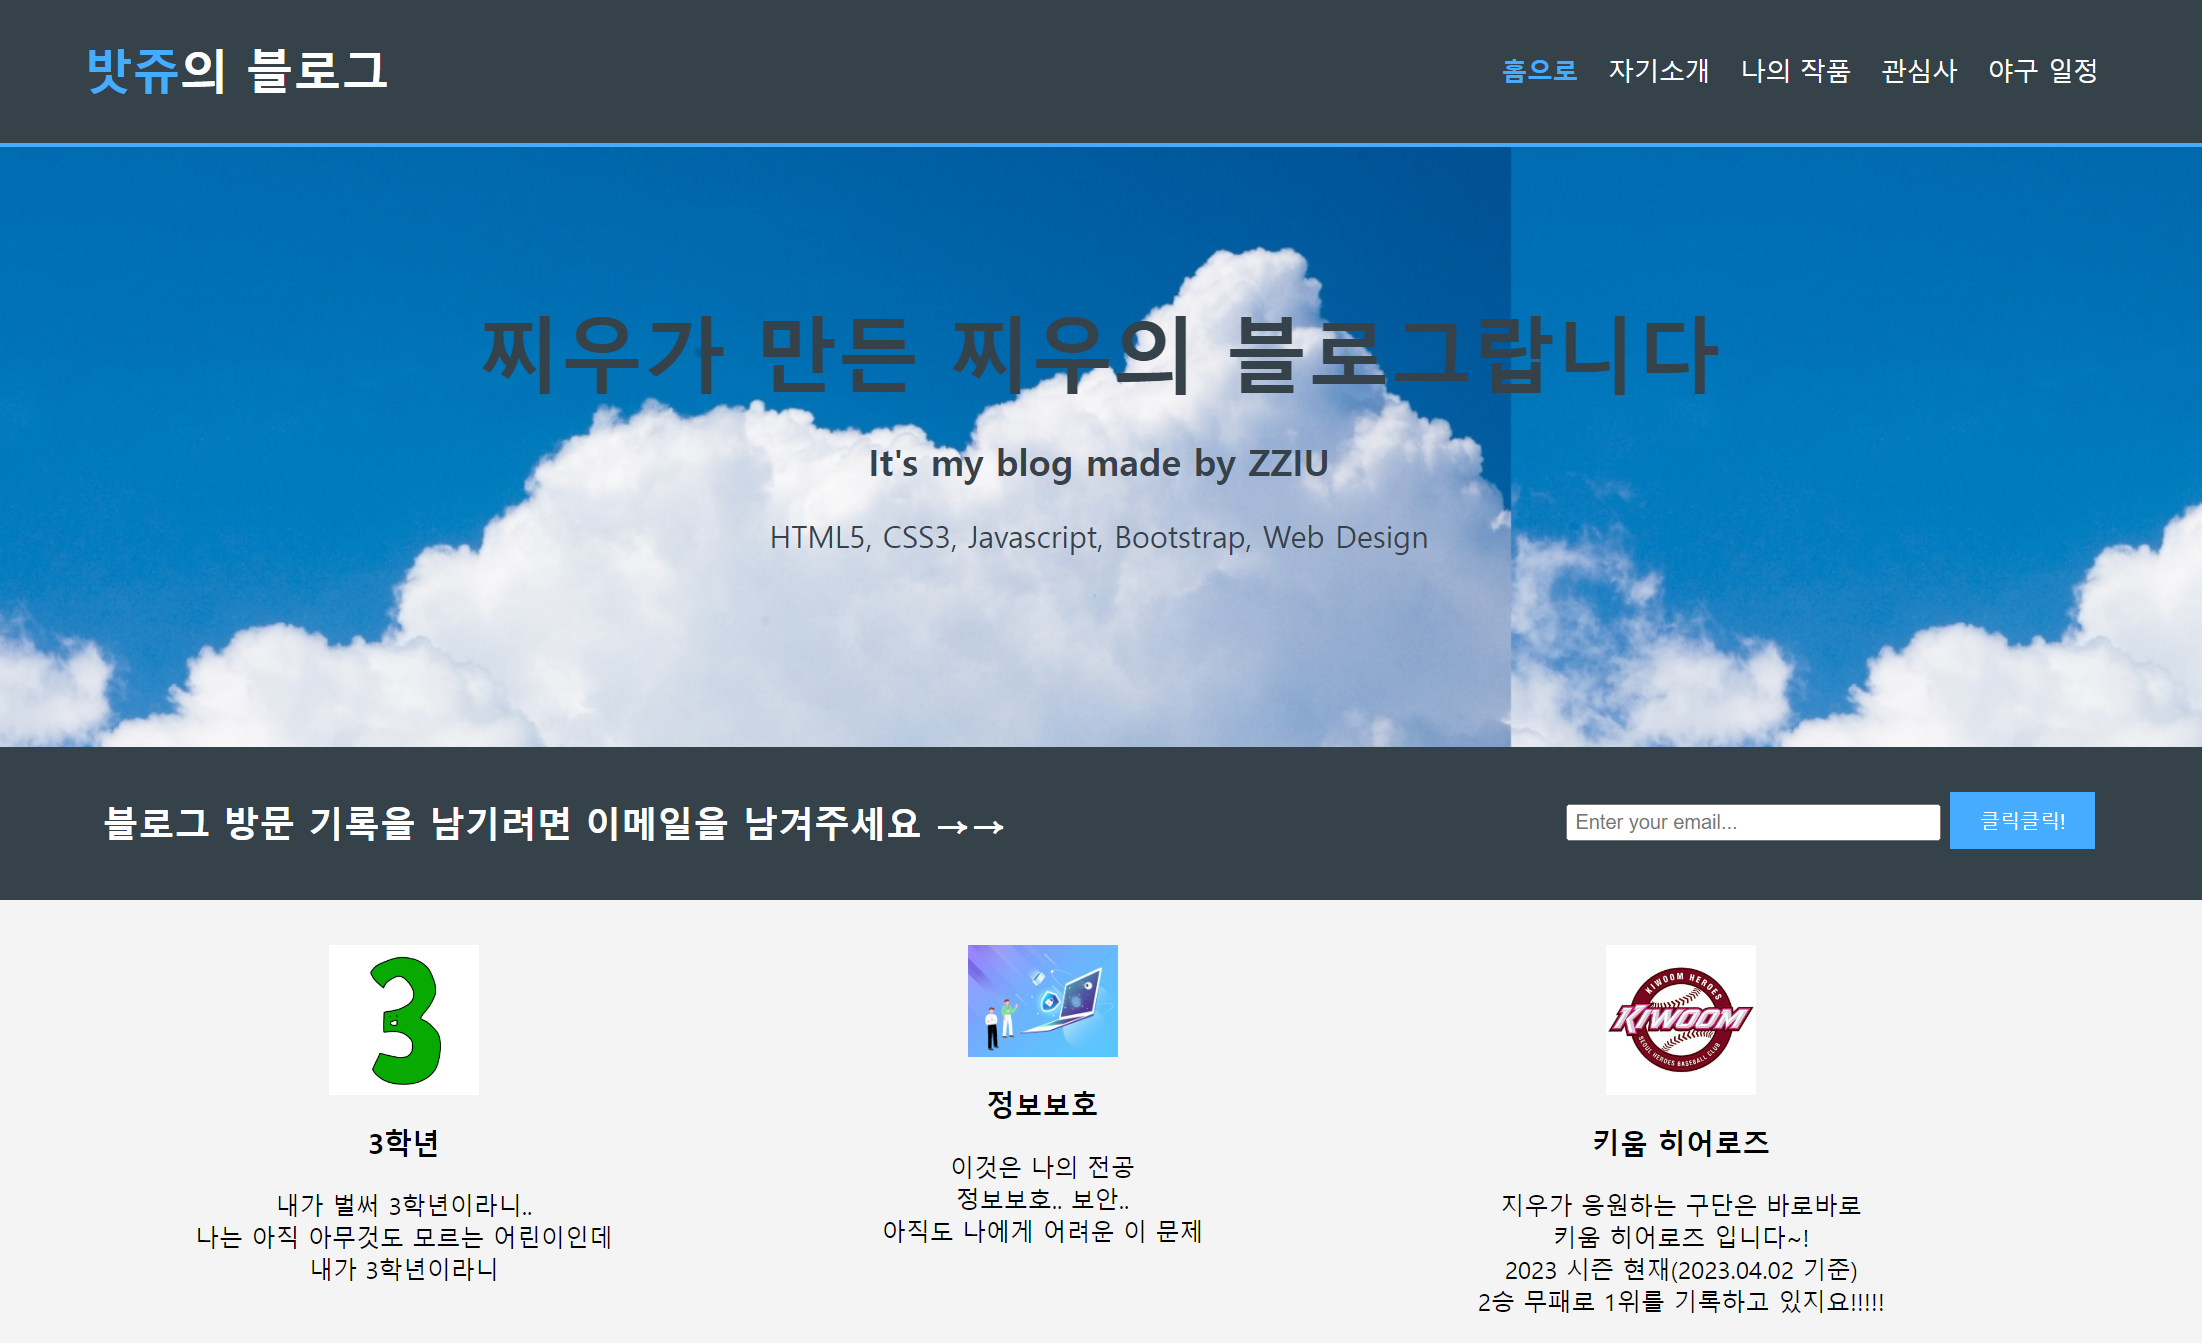 밧쥬의 블로그
홈으로 자기소개 나의 작품 관심사 야구 일정
찌우가 만든 찌우의 블로그랍니다
It's my blog made by ZZIU
HTML5, CSS3, Javascript, Bootstrap, Web Design
블로그 방문 기록을 남기려면 이메일을 남겨주세요 →→
Enter your email...
클릭클릭!
3
3학년
내가 벌써 3학년이라니..
나는 아직 아무것도 모르는 어린이인데
내가 3학년이라니
정보보호
이것은 나의 전공
정보보호.. 보안..
아직도 나에게 어려운 이 문제
KIWOOM HEROES
KIWOOM
SEOUL HEROES BASEBALL CLUB
키움 히어로즈
지우가 응원하는 구단은 바로바로
키움 히어로즈 입니다~!
2023 시즌 현재(2023.04.02 기준)
2승 무패로 1위를 기록하고 있지요!!!!!